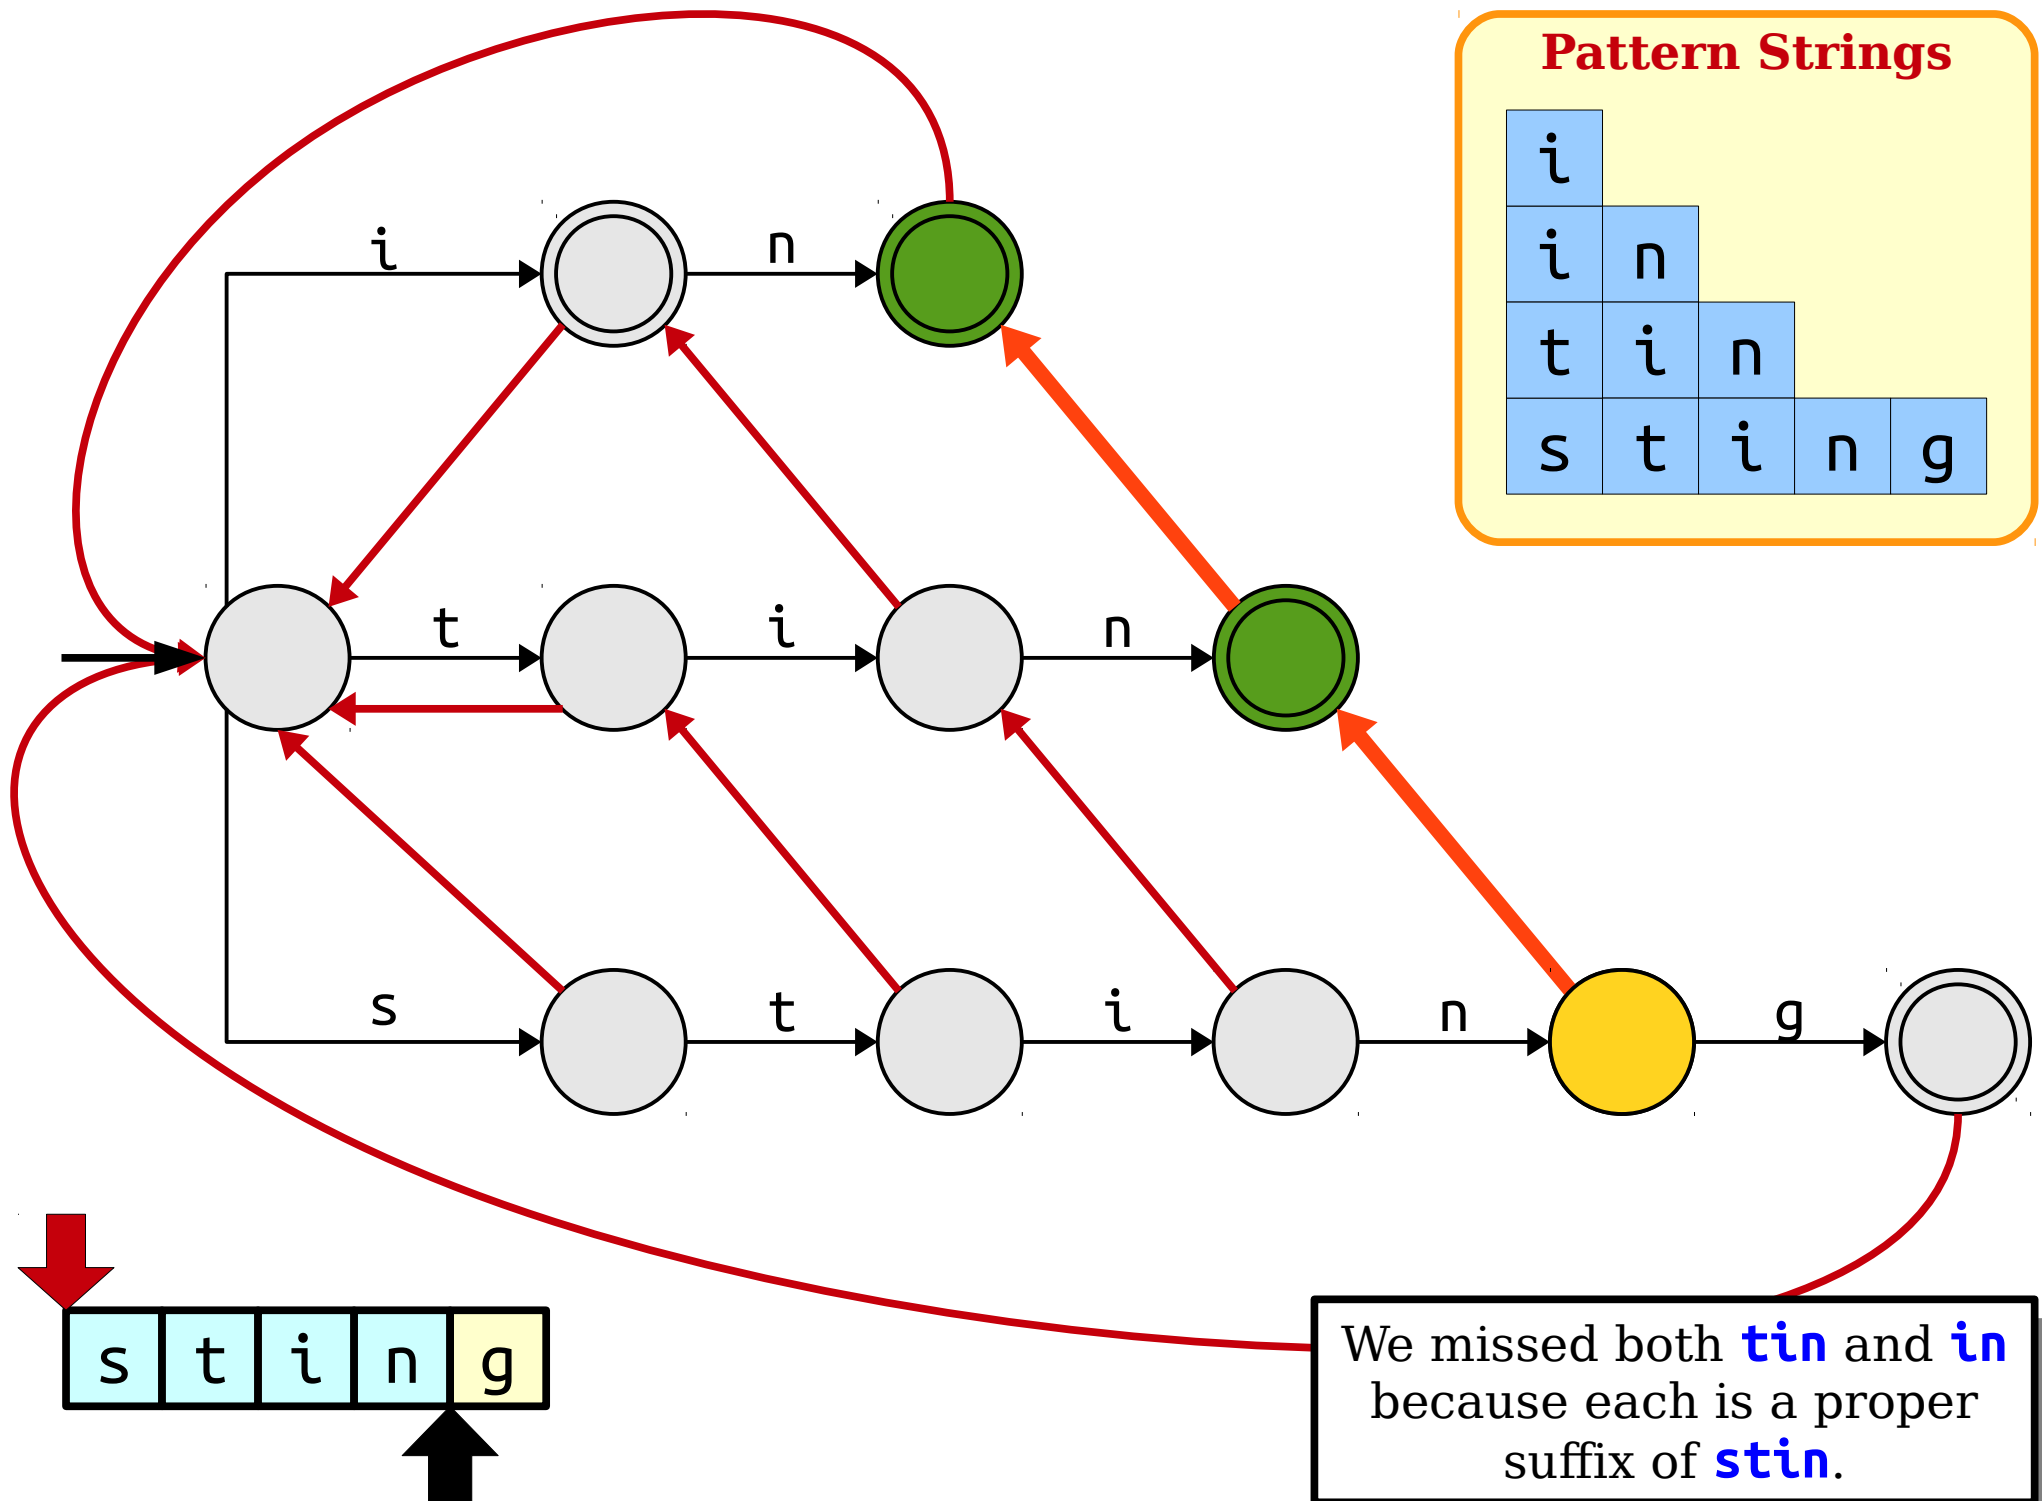 Pattern Strings
i
i n
t i n
s t i n g
i n
t i n
s t i n g
s t i n g
We missed both tin and in
because each is a proper
suffix of stin.